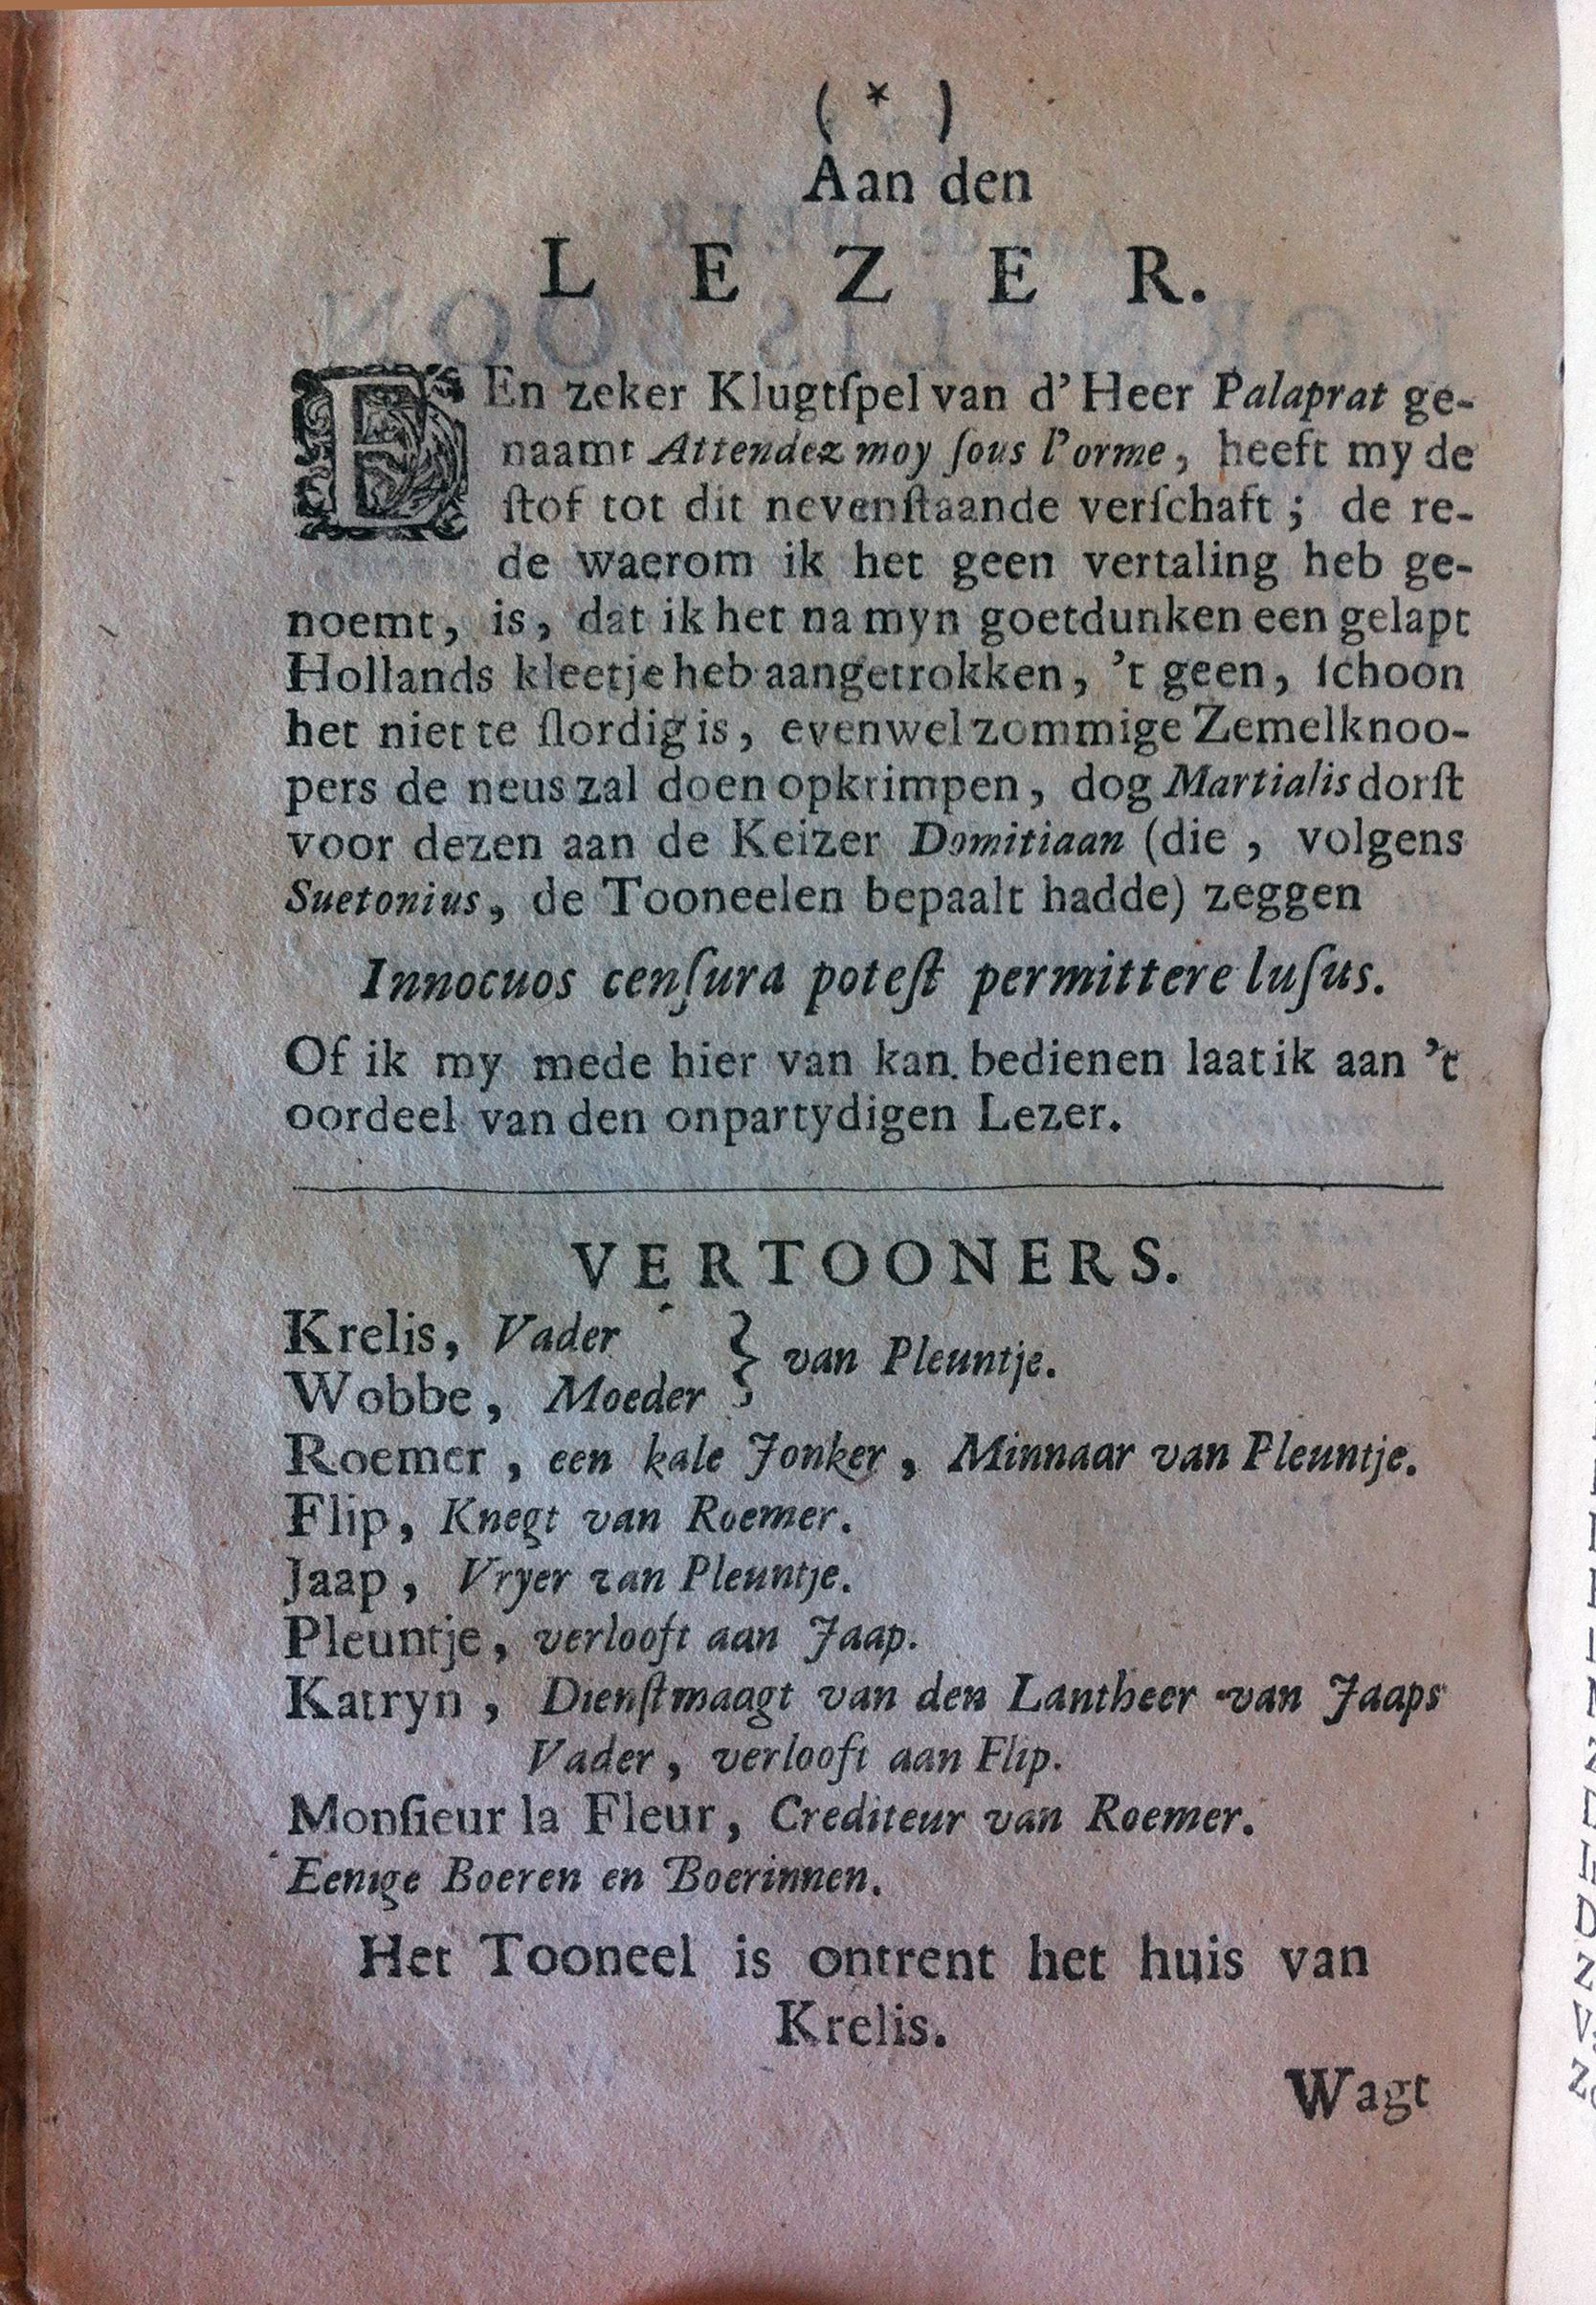 ( * )
Aan den
LEZER.
EEn zeker Klugtſpel van d' Heer Palaprat ge-
naamt Attendez moy ſous l'orme, heeft my de
ſtof tot dit nevenſtaande verſchaft; de re-
de waerom ik het geen vertaling heb ge-
noemt, is, dat ik het na myn goetdunken een gelapt
Hollands kleetje heb aangetrokken, 't geen, ſchoon
het niet te ſlordig is, evenwel zommige Zemelknoo-
pers de neus zal doen opkrimpen, dog Martialis dorſt
voor dezen aan de Keizer Domitiaan (die, volgens
Suetonius, de Tooneelen bepaalt hadde) zeggen
Innocuos cenſura poteſt permittere luſus.
Of ik my mede hier van kan bedienen laat ik aan 't
oordeel van den onpartydigen Lezer.
VERTOONERS.
Krelis, Vader } van Pleuntje.
Wobbe, Moeder
Roemer, een kale Jonker, Minnaar van Pleuntje.
Flip, Knegt van Roemer.
Jaap, Vryer van Pleuntje.
Pleuntje, verlooft aan Jaap.
Katryn, Dienſtmaagt van den Lantheer van Jaaps
Vader, verlooft aan Flip.
Monſieur la Fleur, Crediteur van Roemer.
Eenige Boeren en Boerinnen.
Het Tooneel is ontrent het huis van
Krelis.
Wagt